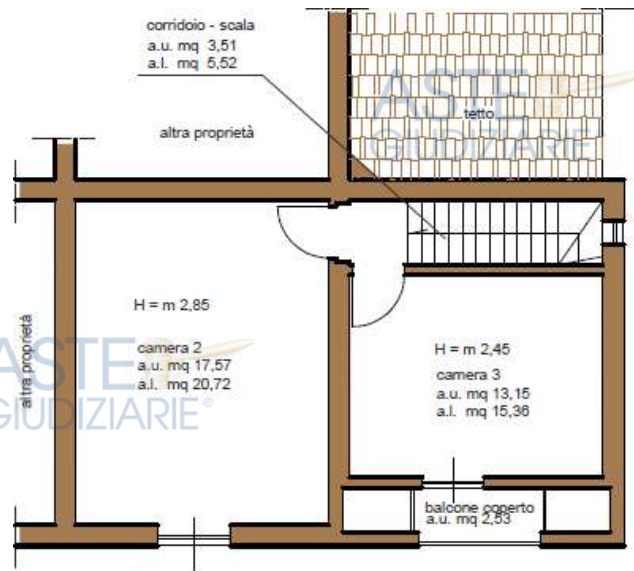 corridoio - scala
a.u. mq 3,51
a.l. mq 5,52
altra proprietà
tetto
ASTE
GIUDIZIARIE
H = m 2,85
camera 2
a.u. mq 17,57
a.l. mq 20,72
altra proprietà
ASTE
GIUDIZIARIE®
H = m 2,45
camera 3
a.u. mq 13,15
a.l. mq 15,36
balcone coperto
a.u. mq 2,53